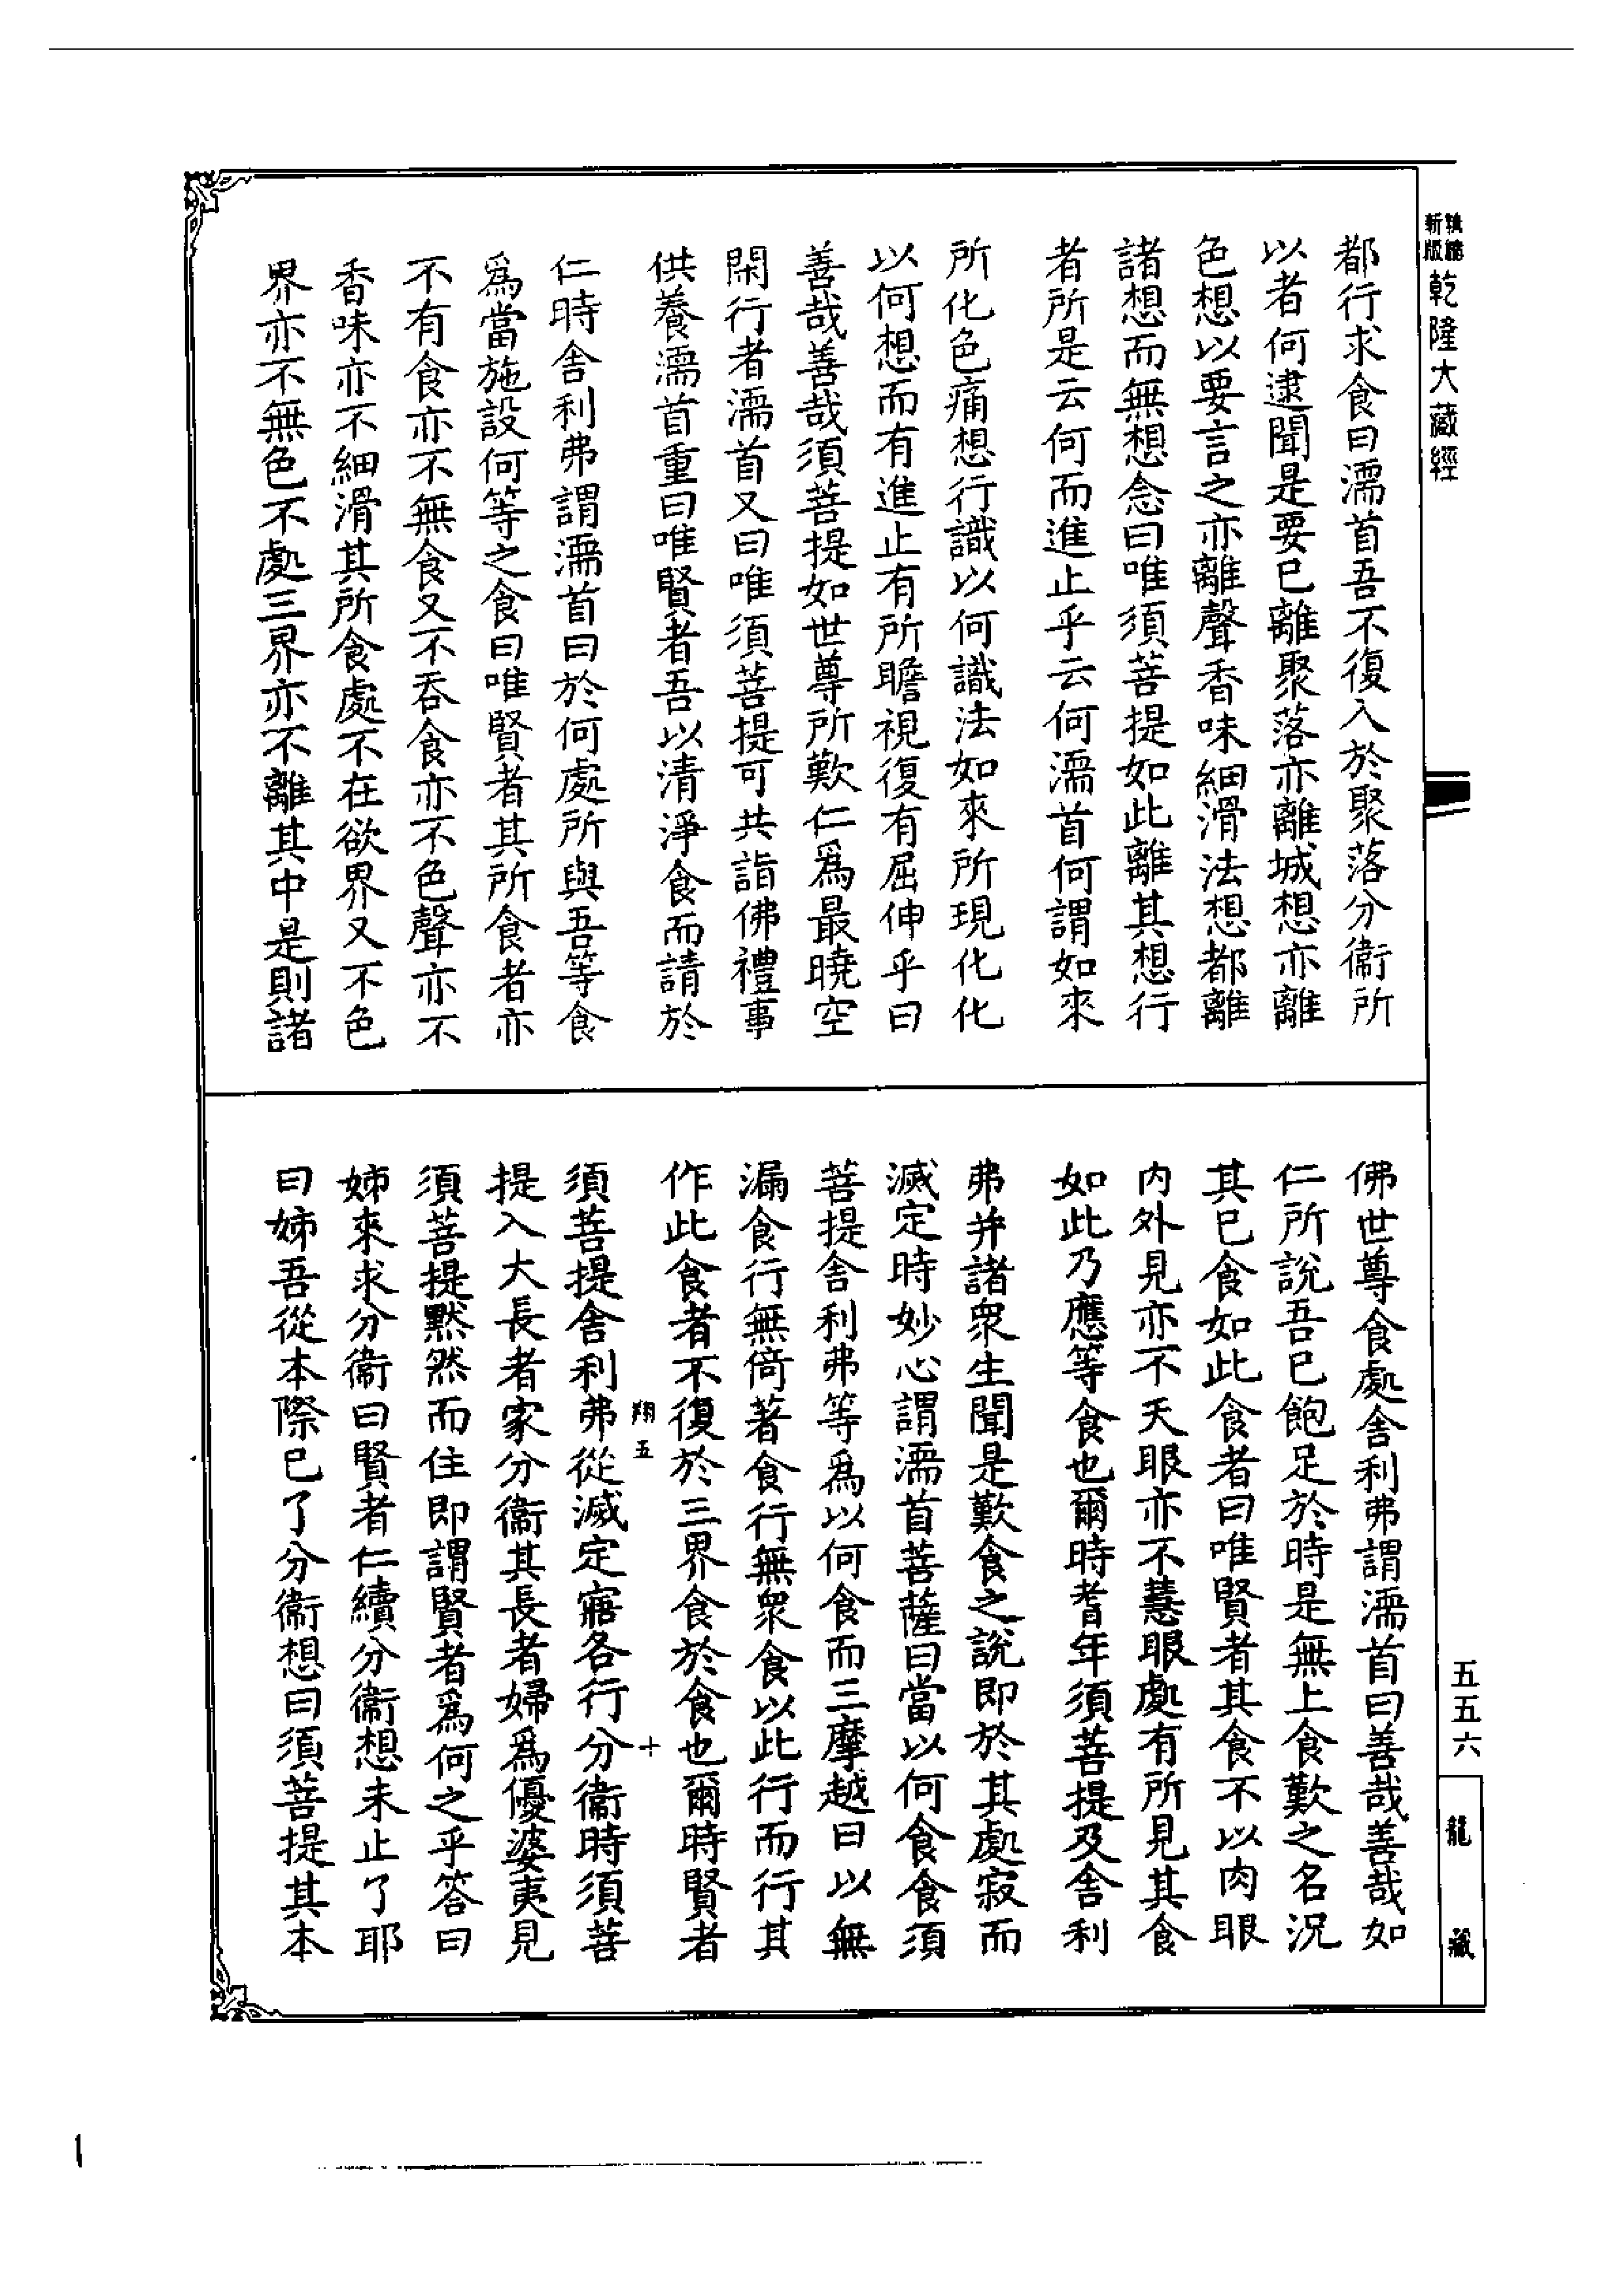 精縮新版乾隆大藏經
都行求食曰濡首吾不復入於聚落分衞所
以者何逮聞是要已離聚落亦離城想亦離
色想以要言之亦離聲香味細滑法想都離
諸想而無想念曰唯須菩提如此離其想行
者所是云何而進止乎云何濡首何謂如來
所化色痛想行識以何識法如來所現化化
以何想而有進止有所瞻視復有屈伸乎曰
善哉善哉須菩提如世尊所歎仁爲最曉空
閑行者濡首又曰唯須菩提可共詣佛禮事
供養濡首重曰唯賢者吾以清淨食而請於
仁時舍利弗謂濡首曰於何處所與吾等食
爲當施設何等之食曰唯賢者其所食者亦
不有食亦不無食又不吞食亦不色聲亦不
香味亦不細滑其所食處不在欲界又不色
界亦不無色不處三界亦不離其中是則諸
佛世尊食處舍利弗謂濡首曰善哉善哉如
仁所說吾已飽足於時是無上食歎之名況
其已食如此食者曰唯賢者其食不以肉眼
内外見亦不天眼亦不慧眼處有所見其食
如此乃應等食也爾時耆年須菩提及舍利
弗并諸衆生聞是歎食之說即於其處寂而
滅定時妙心謂濡首菩薩曰當以何食食須
菩提舍利弗等爲以何食而三摩越曰以無
漏食行無倚著食行無衆食以此行而行其
作此食者不復於三界食於食也爾時賢者
翔五
十
須菩提舍利弗從滅定寤各行分衞時須菩
提入大長者家分衞其長者婦爲優婆夷見
須菩提黙然而住即謂賢者爲何之乎答曰
姊來求分衞曰賢者仁續分衞想未止了耶
曰姊吾從本際已了分衞想曰須菩提其本
五五六
龍藏
1